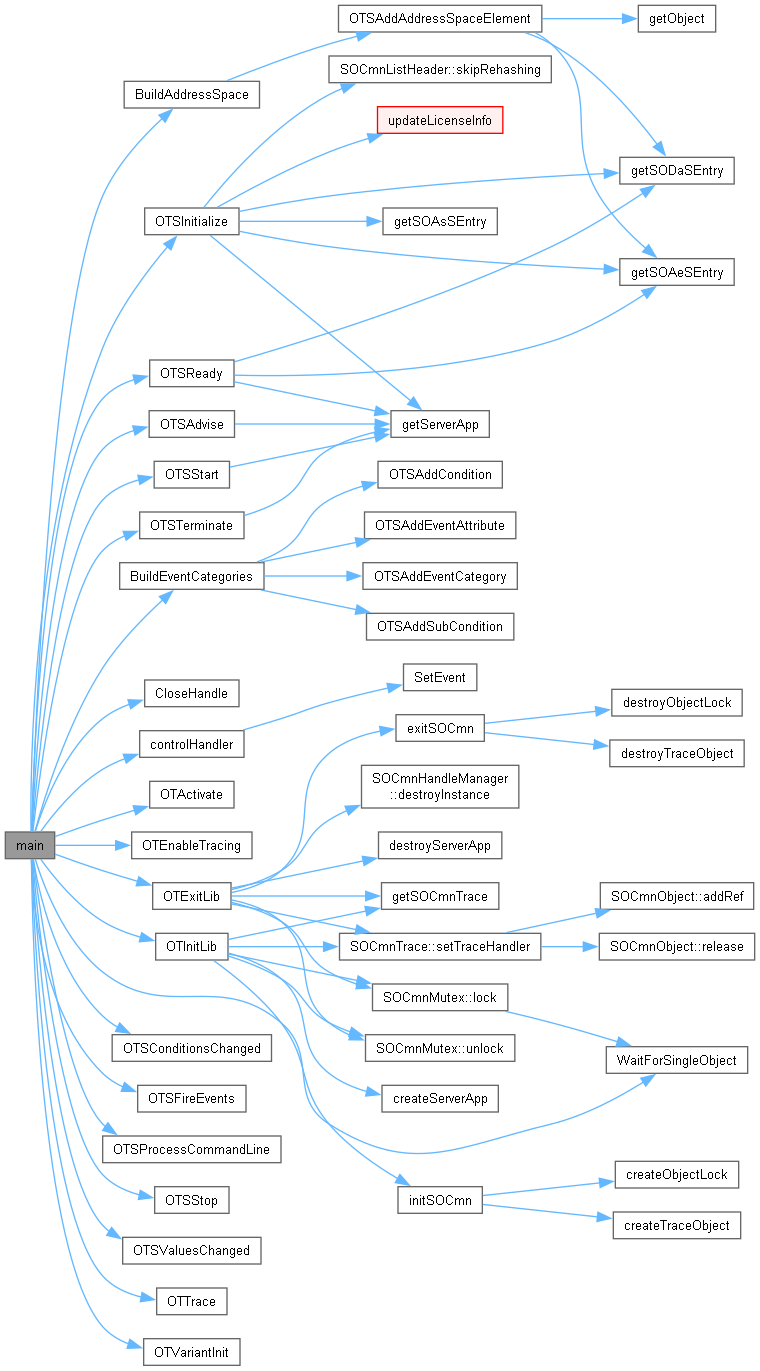 OTSAddAddressSpaceElement
getObject
SOCmnListHeader::skipRehashing
BuildAddressSpace
updateLicenseInfo
getSODaSEntry
OTSInitialize
getSOAsSEntry
getSOAeSEntry
OTSReady
OTSAdvise
getServerApp
OTSStart
OTSAddCondition
OTSTerminate
OTSAddEventAttribute
BuildEventCategories
OTSAddEventCategory
OTSAddSubCondition
SetEvent
CloseHandle
destroyObjectLock
exitSOCmn
controlHandler
destroyTraceObject
SOCmnHandleManager
::destroyInstance
OTActivate
main
OTEnableTracing
destroyServerApp
OTExitLib
getSOCmnTrace
SOCmnObject::addRef
OTInitLib
SOCmnTrace::setTraceHandler
SOCmnObject::release
SOCmnMutex::lock
OTSConditionsChanged
SOCmnMutex::unlock
WaitForSingleObject
OTSFireEvents
createServerApp
OTSProcessCommandLine
createObjectLock
OTSStop
initSOCmn
createTraceObject
OTSValuesChanged
OTTrace
OTVariantInit